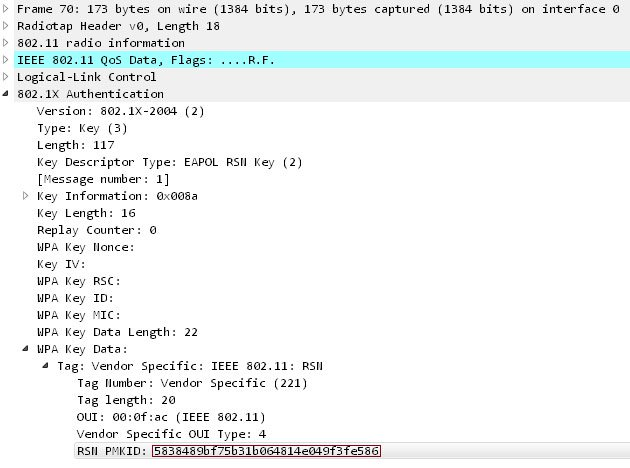 Frame 70: 173 bytes on wire (1384 bits), 173 bytes captured (1384 bits) on interface 0
Radiotap Header v0, Length 18
802.11 radio information
IEEE 802.11 QoS Data, Flags: ....R.F.
Logical-Link Control
802.1X Authentication
Version: 802.1X-2004 (2)
Type: Key (3)
Length: 117
Key Descriptor Type: EAPOL RSN Key (2)
[Message number: 1]
Key Information: 0x008a
Key Length: 16
Replay Counter: 0
WPA Key Nonce:
Key IV:
WPA Key RSC:
WPA Key ID:
WPA Key MIC:
WPA Key Data Length: 22
WPA Key Data:
Tag: Vendor Specific: IEEE 802.11: RSN
Tag Number: Vendor Specific (221)
Tag length: 20
OUI: 00:0f:ac (IEEE 802.11)
Vendor Specific OUI Type: 4
RSN PMKID: 5838489bf75b31b064814e049f3fe586